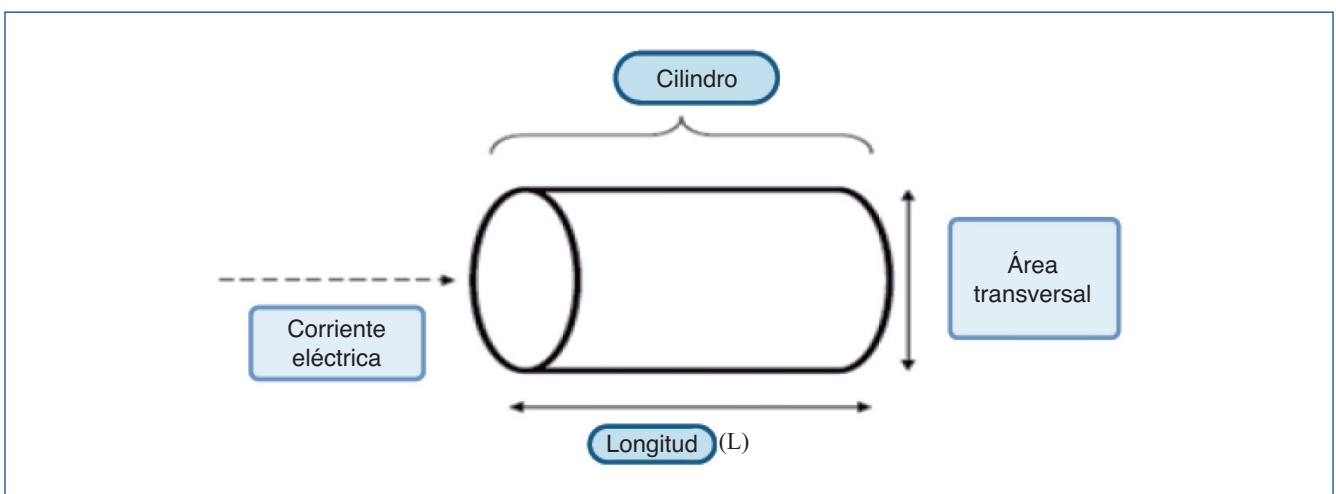 Cilindro
Corriente
eléctrica
Área
transversal
Longitud (L)